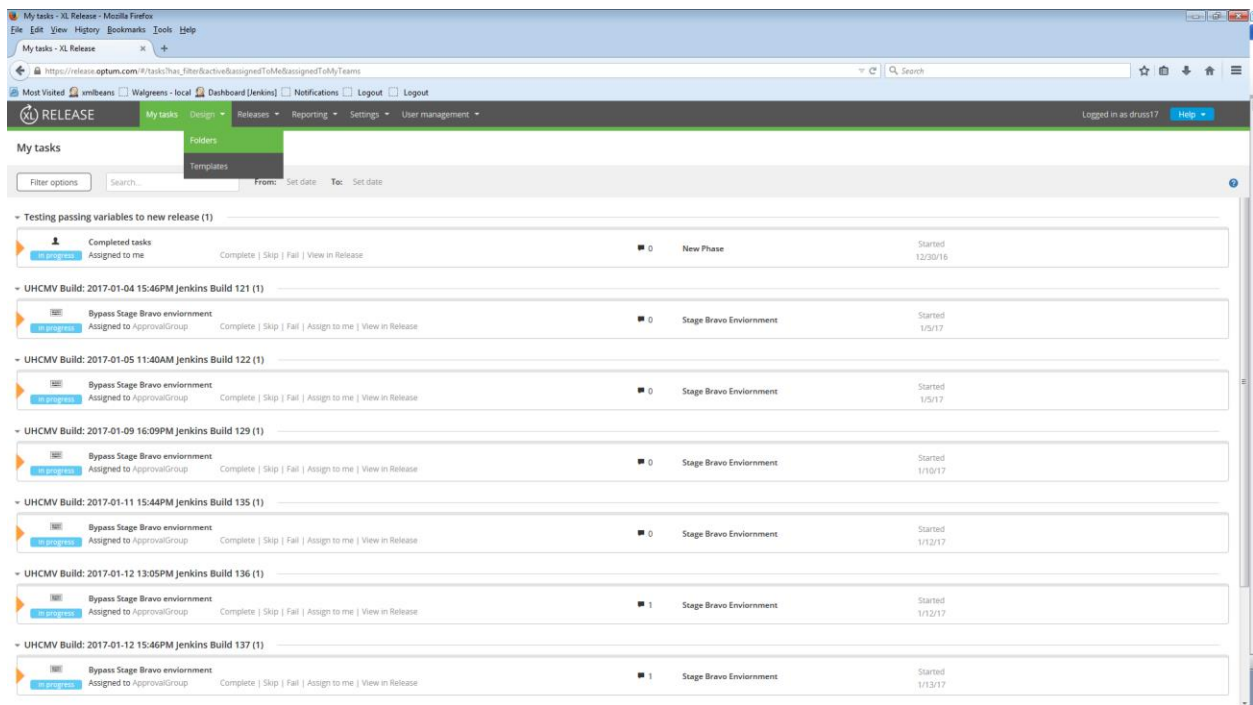 My tasks - XL Release - Mozilla Firefox
File Edit View History Bookmarks Tools Help
My tasks - XL Release × +
https://release.optum.com/#/tasks?has_filter&active&assignedToMe&assignedToMyTeams Search
Most Visited xmlbeans Walgreens - local Dashboard [Jenkins] Notifications Logout Logout
XL RELEASE My tasks Design Releases Reporting Settings User management Logged in as druss17 Help
Folders
My tasks
Templates
Filter options Search... From: Set date To: Set date
Testing passing variables to new release (1)
Completed tasks
in progress Assigned to me Complete | Skip | Fail | View in Release 0 New Phase Started
12/30/16
UHCMV Build: 2017-01-04 15:46PM Jenkins Build 121 (1)
Bypass Stage Bravo enviornment
in progress Assigned to ApprovalGroup Complete | Skip | Fail | Assign to me | View in Release 0 Stage Bravo Enviornment Started
1/5/17
UHCMV Build: 2017-01-05 11:40AM Jenkins Build 122 (1)
Bypass Stage Bravo enviornment
in progress Assigned to ApprovalGroup Complete | Skip | Fail | Assign to me | View in Release 0 Stage Bravo Enviornment Started
1/5/17
UHCMV Build: 2017-01-09 16:09PM Jenkins Build 129 (1)
Bypass Stage Bravo enviornment
in progress Assigned to ApprovalGroup Complete | Skip | Fail | Assign to me | View in Release 0 Stage Bravo Enviornment Started
1/10/17
UHCMV Build: 2017-01-11 15:44PM Jenkins Build 135 (1)
Bypass Stage Bravo enviornment
in progress Assigned to ApprovalGroup Complete | Skip | Fail | Assign to me | View in Release 0 Stage Bravo Enviornment Started
1/12/17
UHCMV Build: 2017-01-12 13:05PM Jenkins Build 136 (1)
Bypass Stage Bravo enviornment
in progress Assigned to ApprovalGroup Complete | Skip | Fail | Assign to me | View in Release 1 Stage Bravo Enviornment Started
1/12/17
UHCMV Build: 2017-01-12 15:46PM Jenkins Build 137 (1)
Bypass Stage Bravo enviornment
in progress Assigned to ApprovalGroup Complete | Skip | Fail | Assign to me | View in Release 1 Stage Bravo Enviornment Started
1/13/17